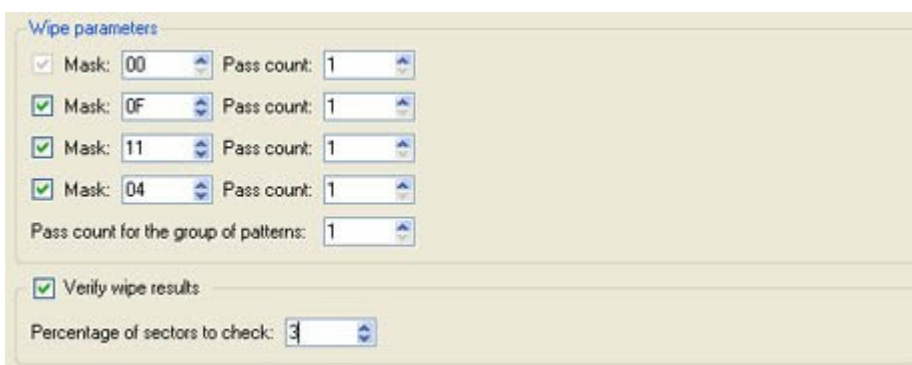 Wipe parameters
Mask: 00 Pass count: 1
Mask: 0F Pass count: 1
Mask: 11 Pass count: 1
Mask: 04 Pass count: 1
Pass count for the group of patterns: 1
Verify wipe results
Percentage of sectors to check: 3